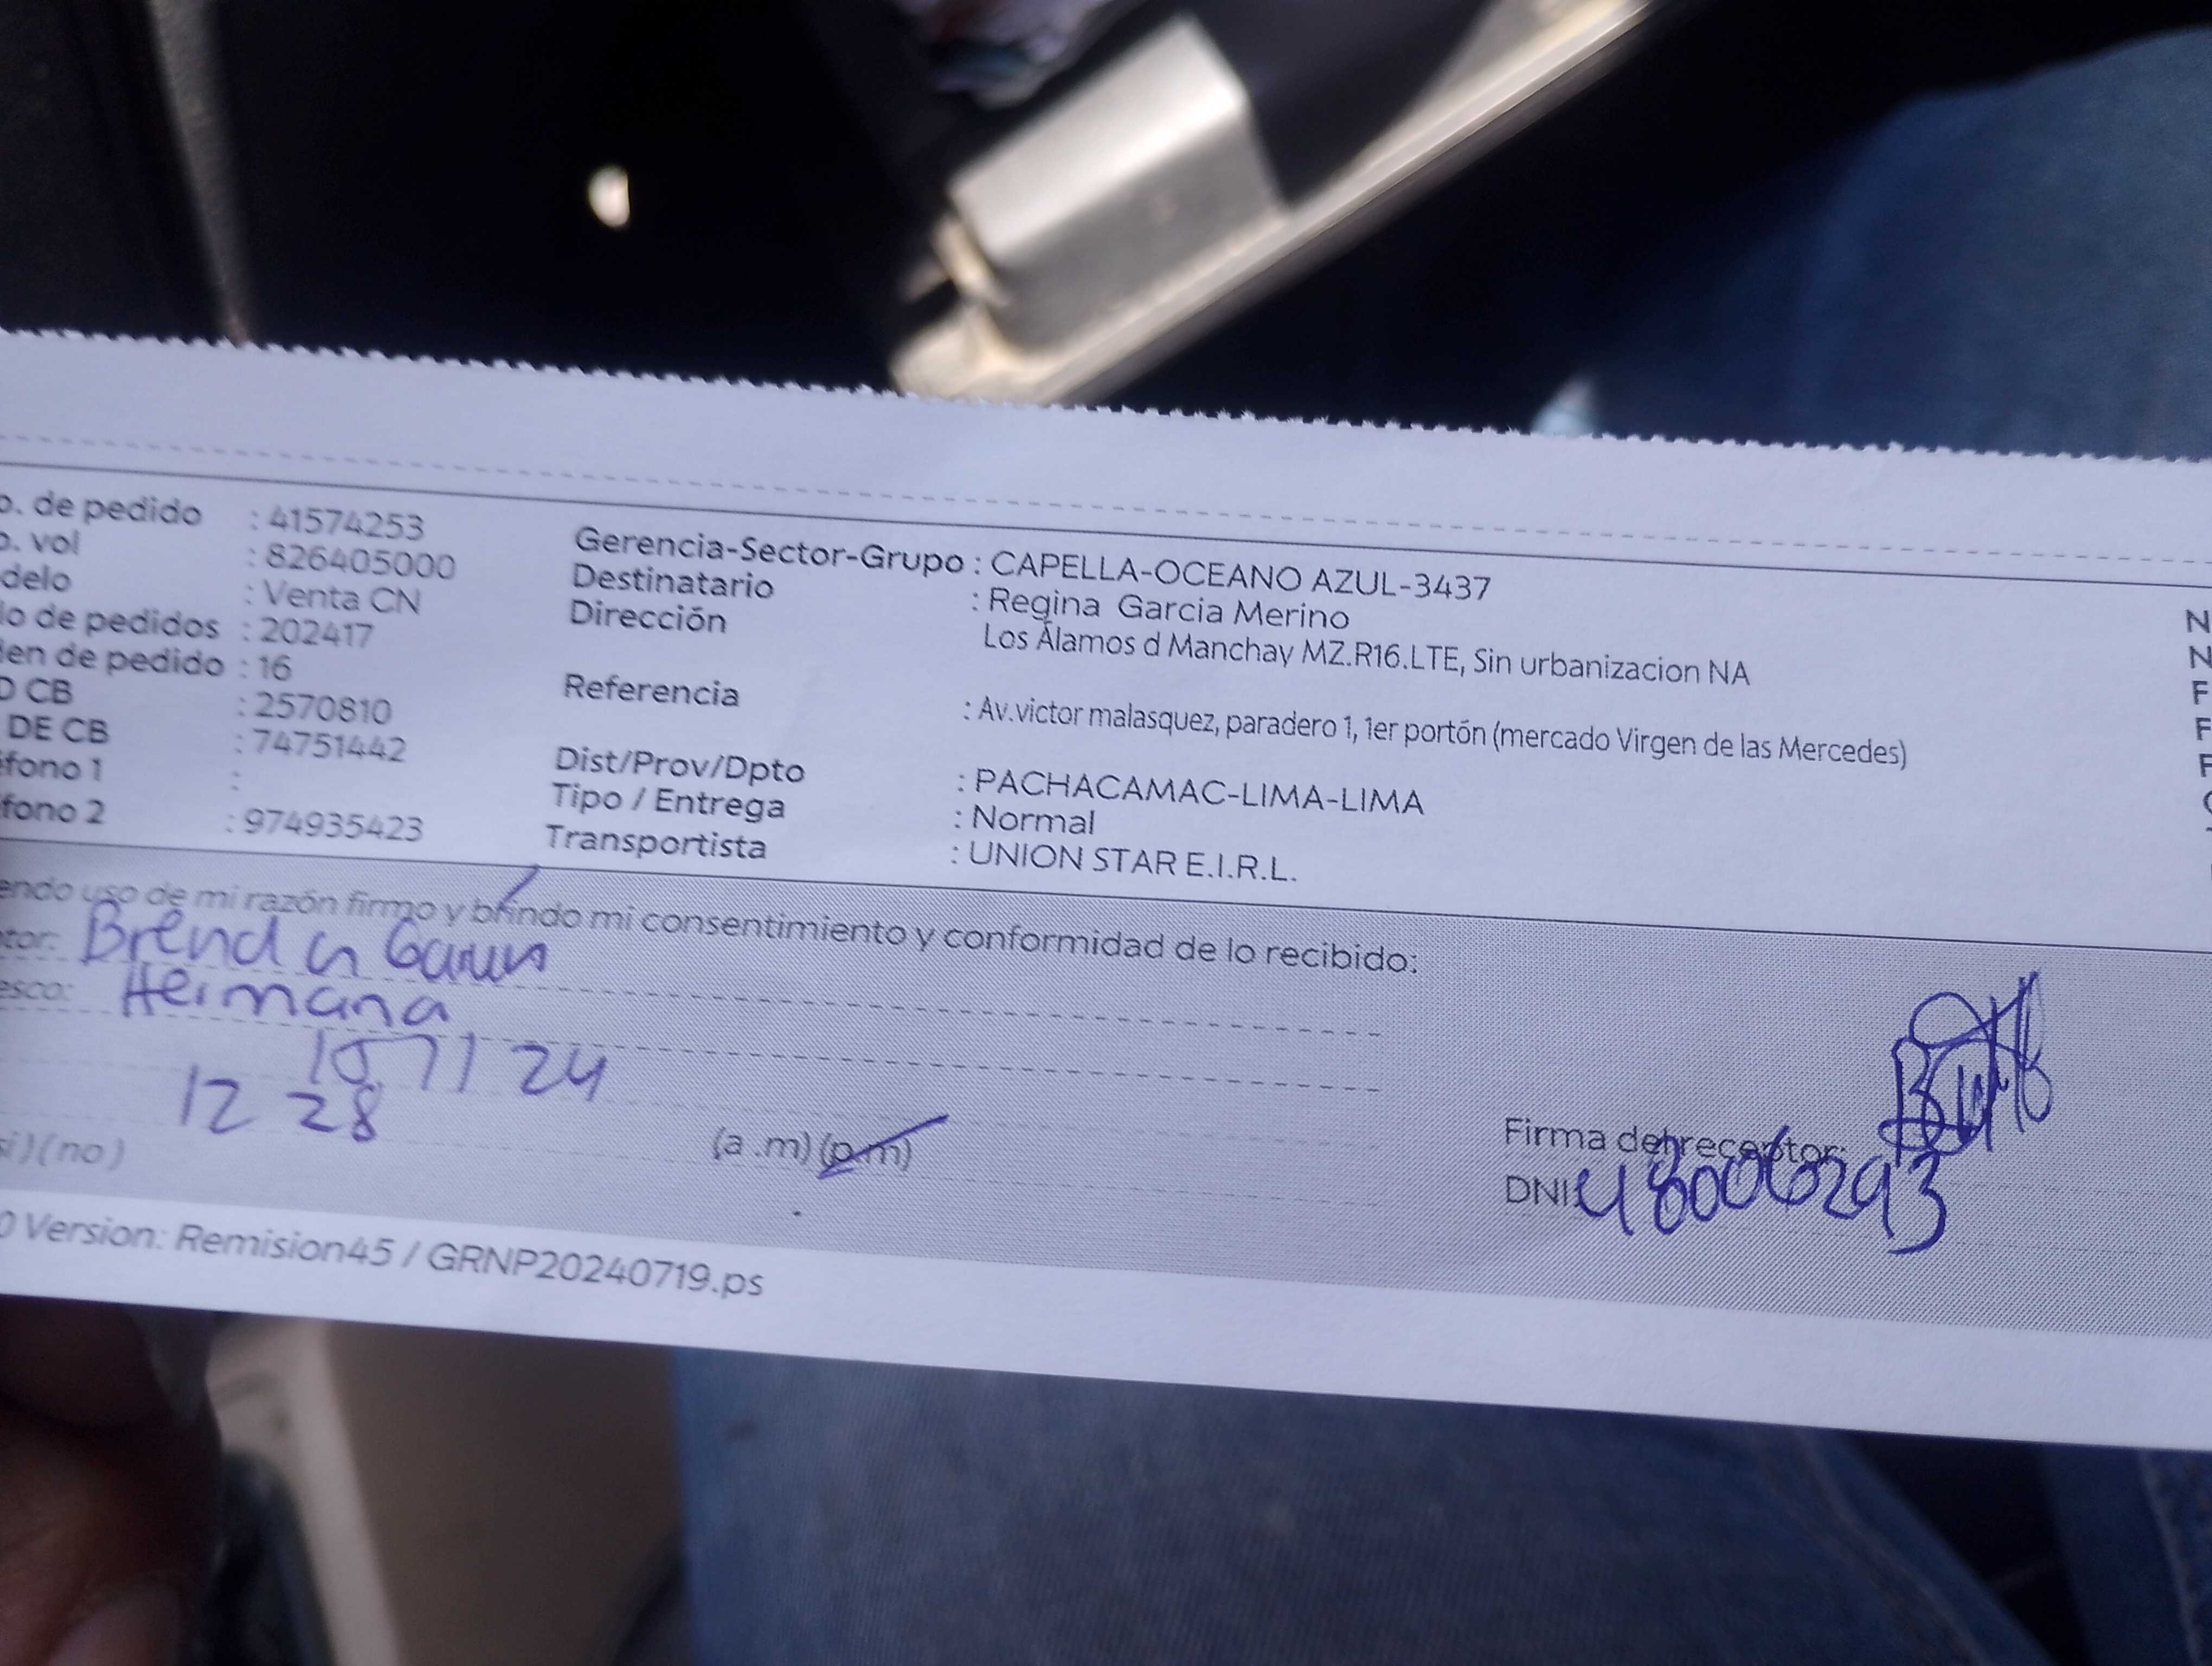 o. de pedido : 41574253
o. vol : 826405000
delo : Venta CN
lo de pedidos : 202417
den de pedido : 16
D CB : 2570810
DE CB : 74751442
éfono 1 :
fono 2 : 974935423
Gerencia-Sector-Grupo : CAPELLA-OCEANO AZUL-3437
Destinatario : Regina Garcia Merino
Dirección Los Álamos d Manchay MZ.R16.LTE, Sin urbanizacion NA
Referencia : Av.victor malasquez, paradero 1, 1er portón (mercado Virgen de las Mercedes)
Dist/Prov/Dpto : PACHACAMAC-LIMA-LIMA
Tipo / Entrega : Normal
Transportista : UNION STAR E.I.R.L.
N
N
F
F
F
endo uso de mi razón firmo y brindo mi consentimiento y conformidad de lo recibido:
tor: Brenda
esco: Hermana
24
12 28
(a .m) (p.m)
si) (no)
Firma del receptor:
DNI: 48006293
0 Version: Remision45 / GRNP20240719.ps